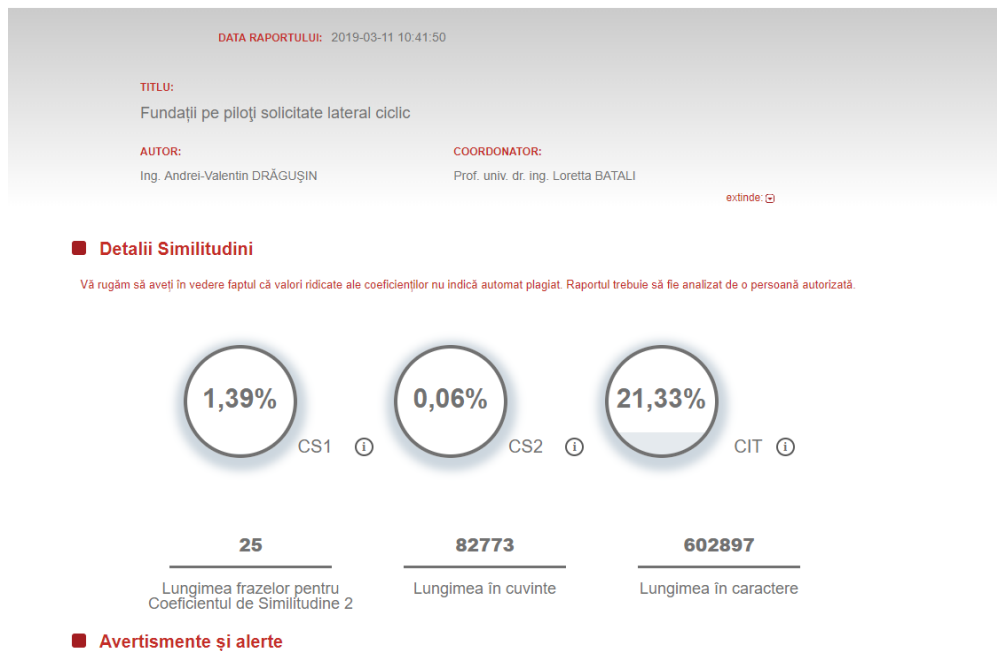 DATA RAPORTULUI: 2019-03-11 10:41:50
TITLU:
Fundații pe piloţi solicitate lateral ciclic
AUTOR:
COORDONATOR:
Ing. Andrei-Valentin DRĂGUŞIN
Prof. univ. dr. ing. Loretta BATALI
extinde:
Detalii Similitudini
Vă rugăm să aveți în vedere faptul că valori ridicate ale coeficienților nu indică automat plagiat. Raportul trebuie să fie analizat de o persoană autorizată.
1,39%
CS1 i
0,06%
CS2 i
21,33%
CIT i
25
Lungimea frazelor pentru
Coeficientul de Similitudine 2
82773
Lungimea în cuvinte
602897
Lungimea în caractere
Avertismente și alerte